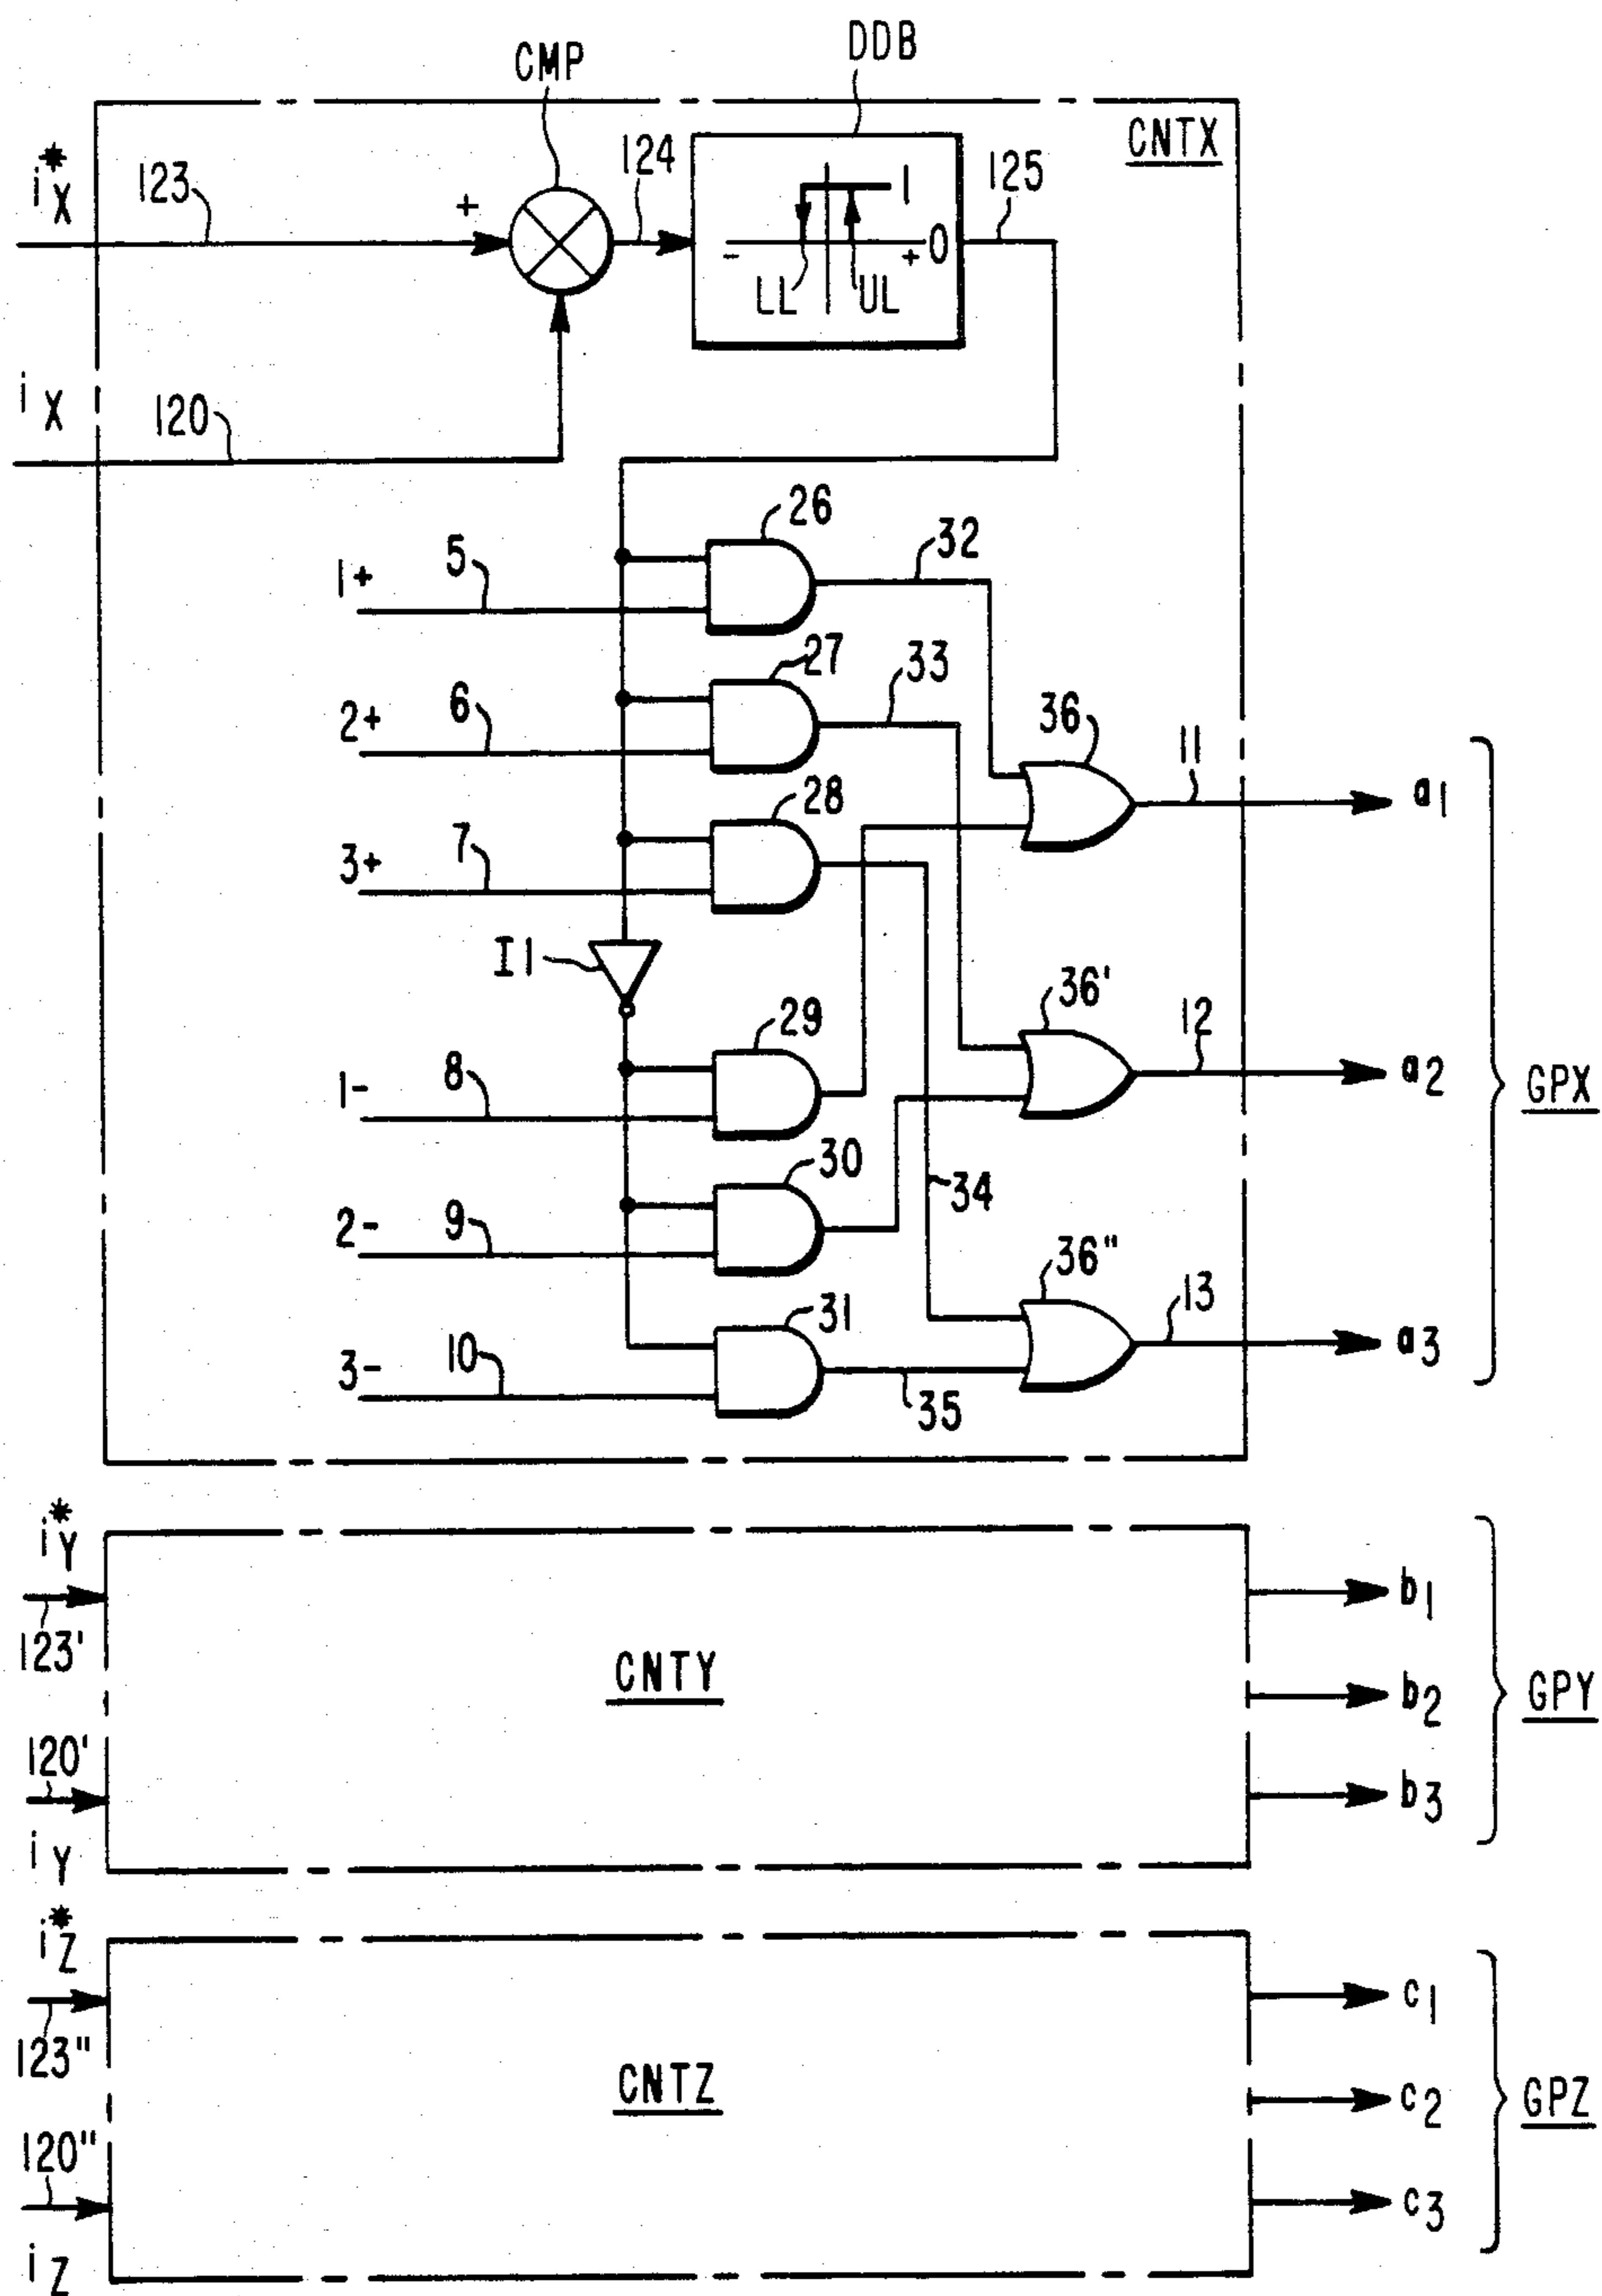 CMP
DDB
CNTX
i*X
123
+
124
125
1
- + 0
LL UL
iX
120
26
32
1+ 5
27
33
2+ 6
36
11
a1
28
3+ 7
I1
36'
12
a2
GPX
29
1- 8
30
34
2- 9
36"
13
a3
31
3- 10
35
i*Y
123'
CNTY
b1
b2
b3
GPY
120'
iY
i*Z
123"
CNTZ
c1
c2
c3
GPZ
120"
iZ